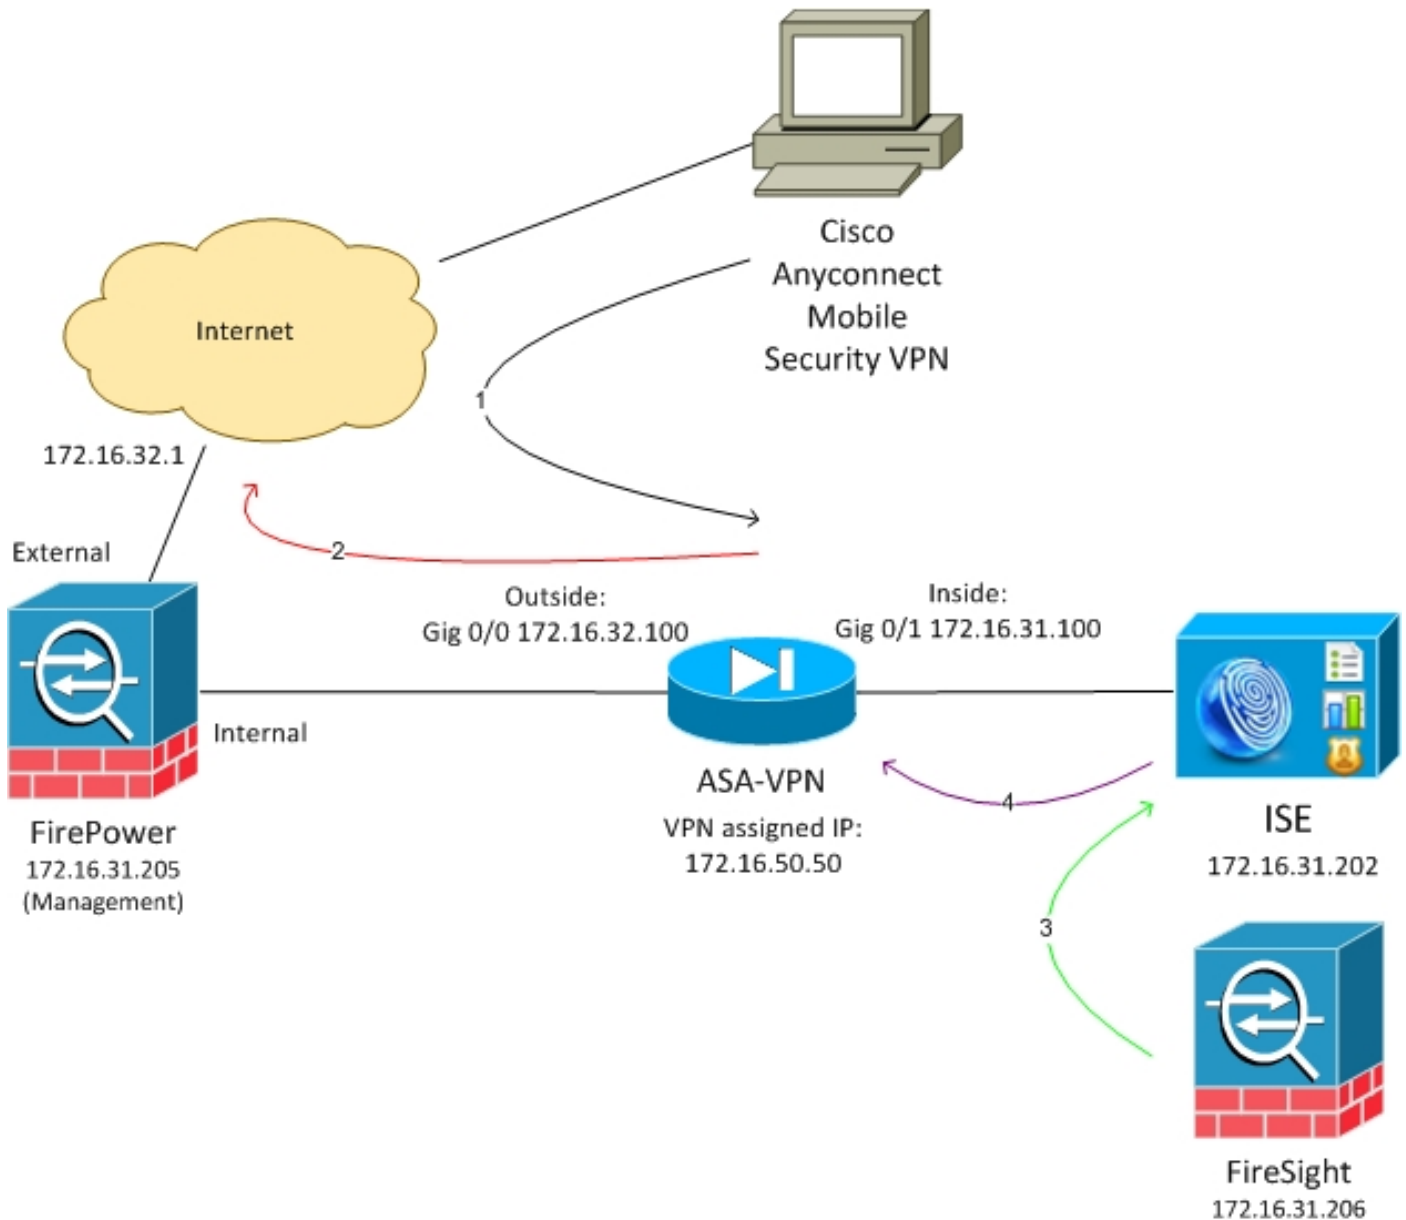 Cisco
Anyconnect
Mobile
Security VPN
Internet
1
172.16.32.1
2
External
Outside:
Gig 0/0 172.16.32.100
Inside:
Gig 0/1 172.16.31.100
Internal
ASA-VPN
VPN assigned IP:
172.16.50.50
4
FirePower
172.16.31.205
(Management)
ISE
172.16.31.202
3
FireSight
172.16.31.206